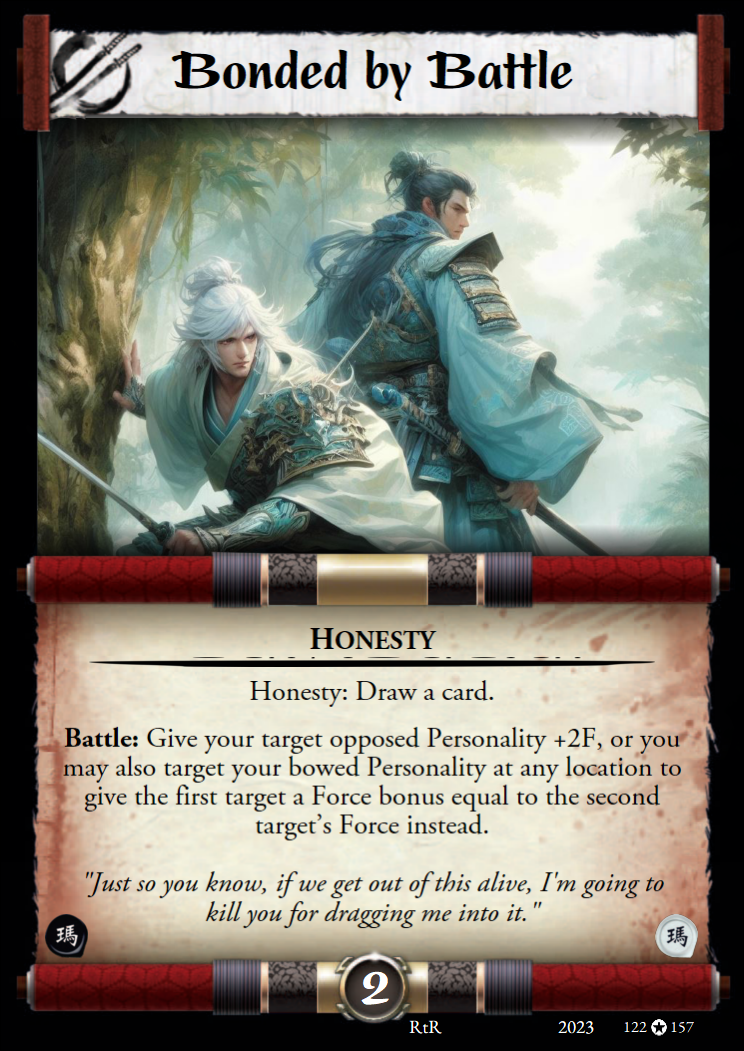 Bonded by Battle
HONESTY
Honesty: Draw a card.
Battle: Give your target opposed Personality +2F, or you
may also target your bowed Personality at any location to
give the first target a Force bonus equal to the second
target's Force instead.
"Just so you know, if we get out of this alive, I'm going to
kill you for dragging me into it."
瑪
瑪
2
RtR 2023 122 157